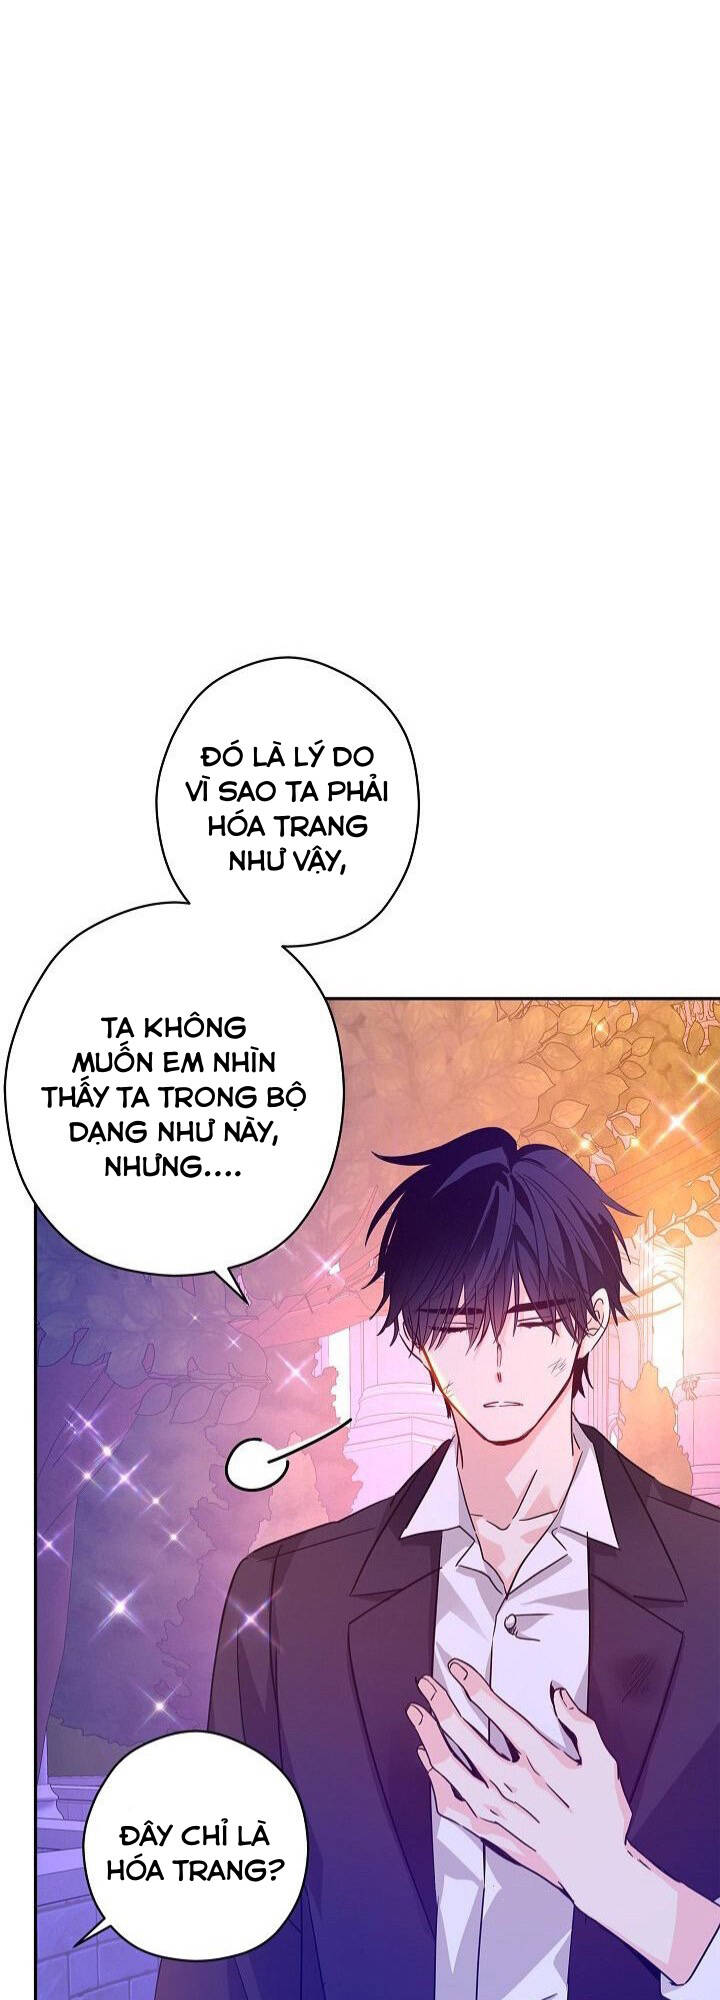 ĐÓ LÀ LÝ DO
VÌ SAO TA PHẢI
HÓA TRANG
NHƯ VẬY,
TA KHÔNG
MUỐN EM NHÌN
THẤY TA TRONG BỘ
DẠNG NHƯ NÀY,
NHƯNG....
ĐÂY CHỈ LÀ
HÓA TRANG?